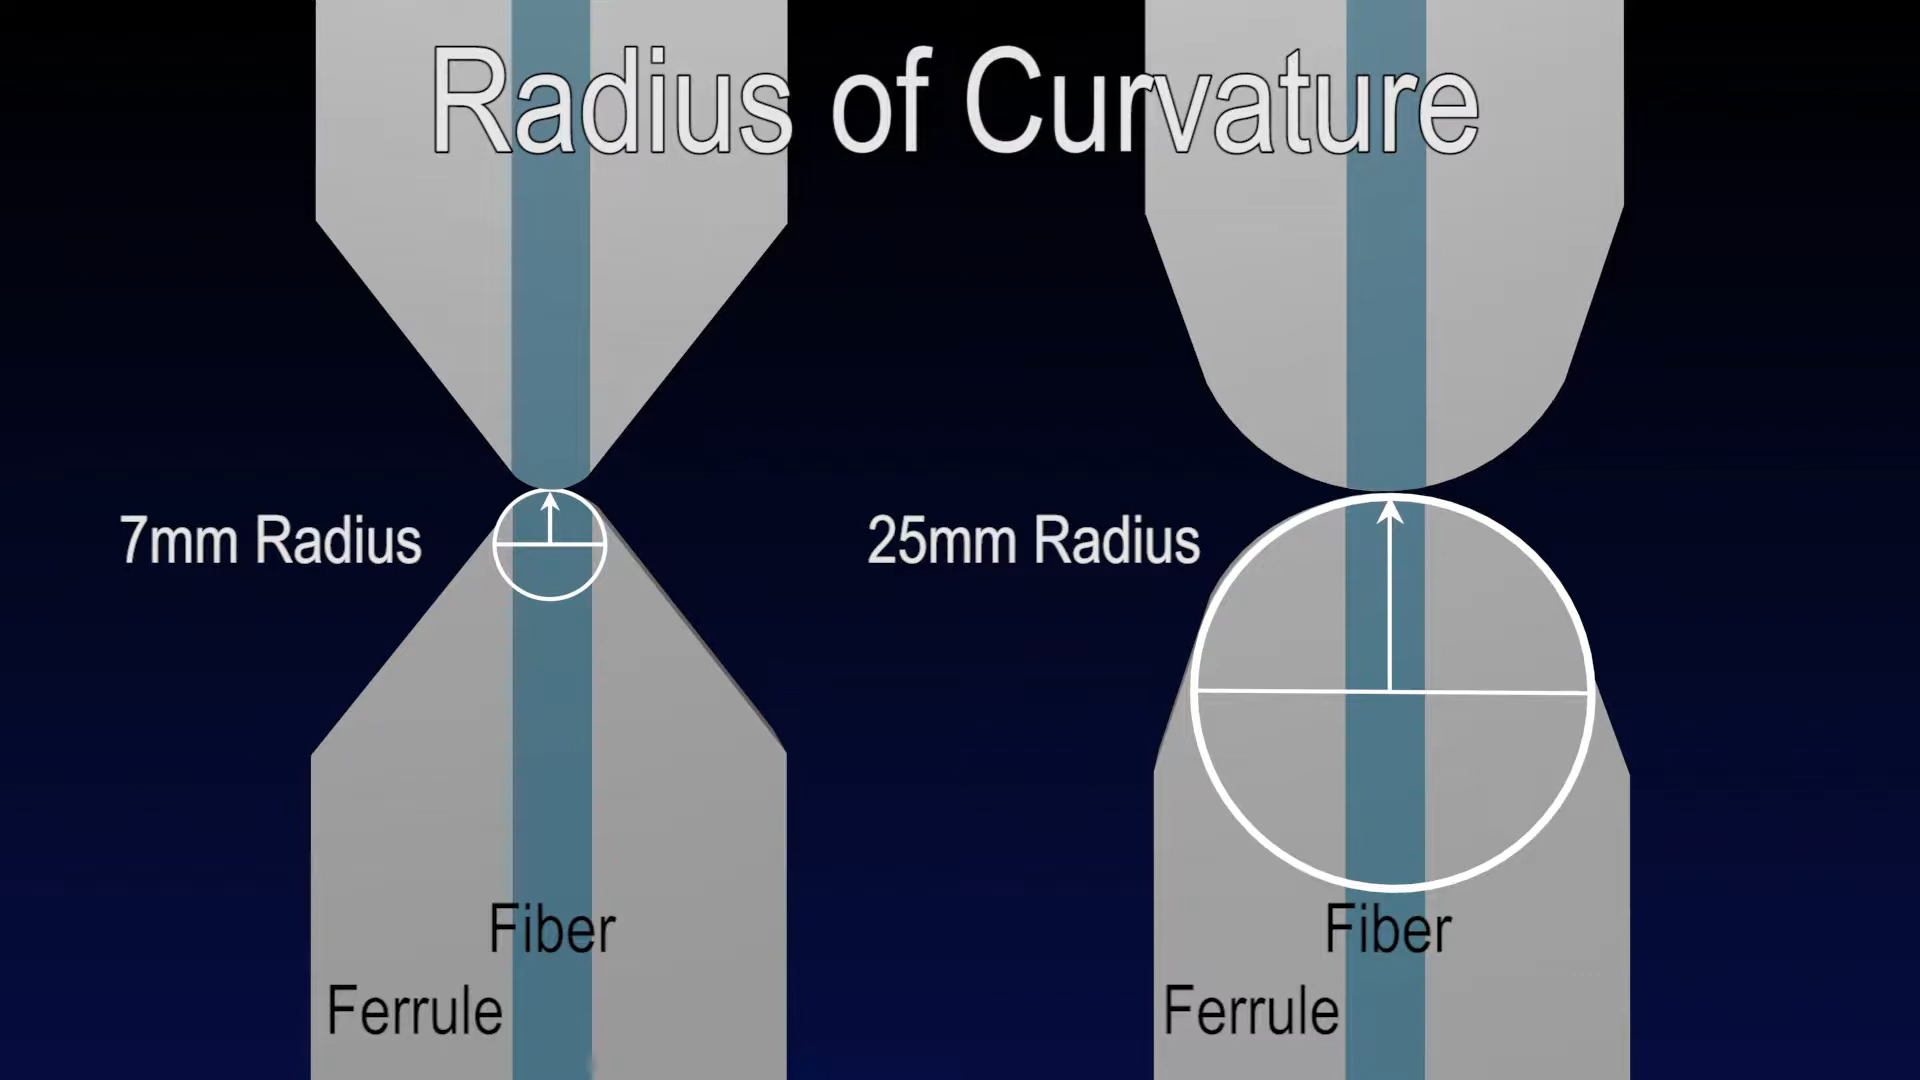 Radius of Curvature
7mm Radius
25mm Radius
Fiber
Fiber
Ferrule
Ferrule